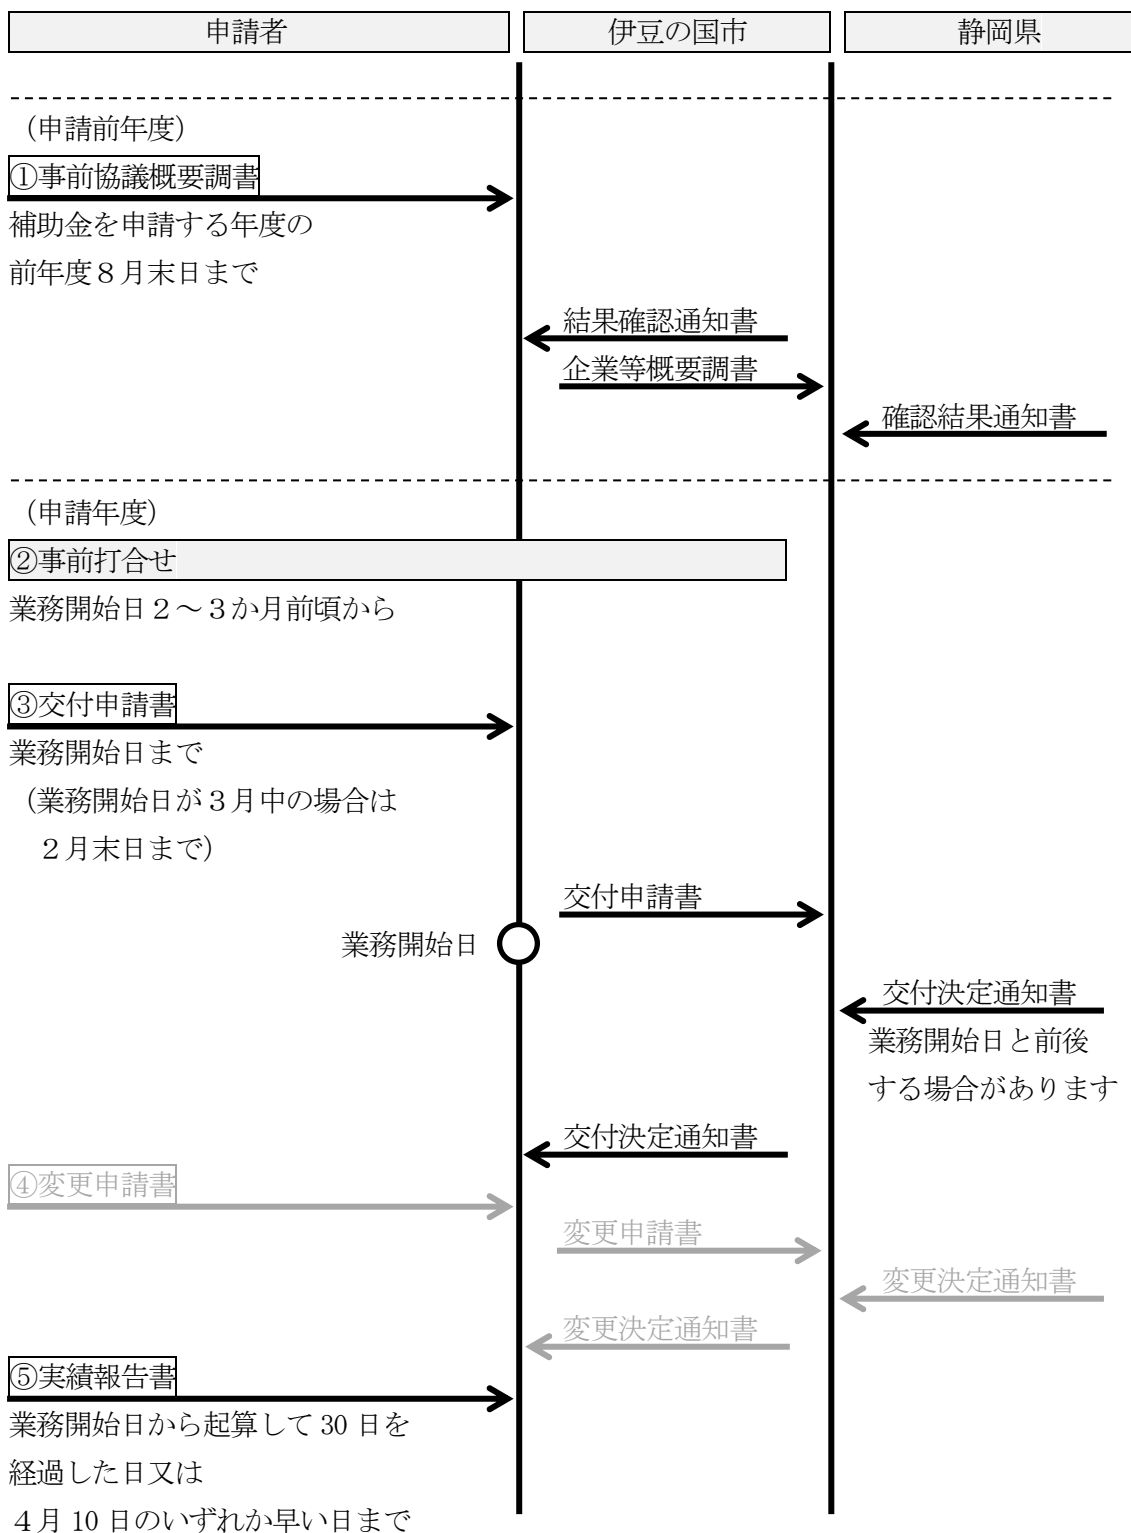 申請者
伊豆の国市
静岡県
（申請前年度）
①事前協議概要調書
補助金を申請する年度の
前年度８月末日まで
結果確認通知書
企業等概要調書
確認結果通知書
（申請年度）
②事前打合せ
業務開始日２～３か月前頃から
③交付申請書
業務開始日まで
（業務開始日が３月中の場合は
２月末日まで）
交付申請書
業務開始日
交付決定通知書
業務開始日と前後
する場合があります
交付決定通知書
④変更申請書
変更申請書
変更決定通知書
変更決定通知書
⑤実績報告書
業務開始日から起算して 30 日を
経過した日又は
４月 10 日のいずれか早い日まで